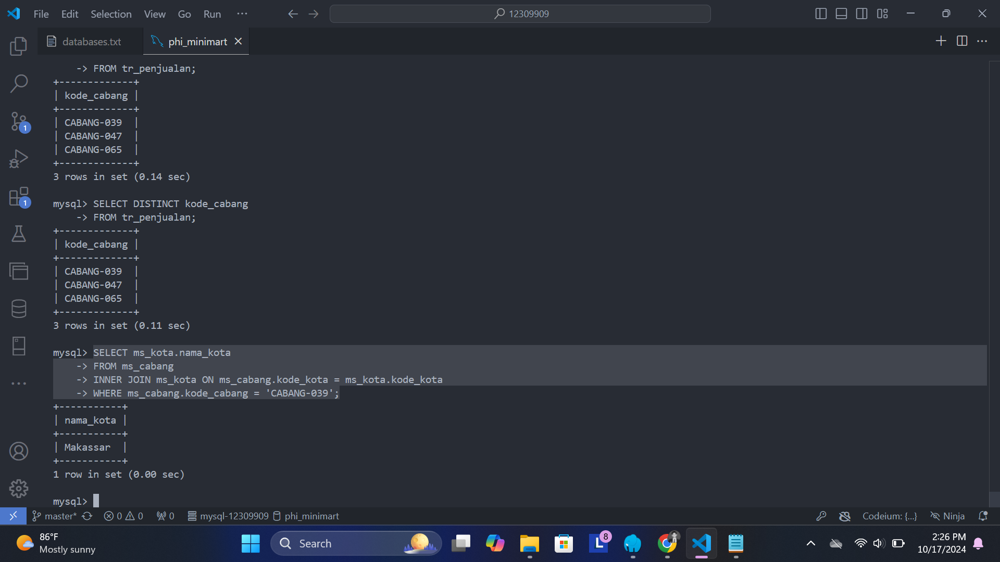 File Edit Selection View Go Run ··· 12309909
databases.txt phi_minimart
-> FROM tr_penjualan;
+-------------+
| kode_cabang |
+-------------+
| CABANG-039  |
| CABANG-047  |
| CABANG-065  |
+-------------+
3 rows in set (0.14 sec)
mysql> SELECT DISTINCT kode_cabang
-> FROM tr_penjualan;
+-------------+
| kode_cabang |
+-------------+
| CABANG-039  |
| CABANG-047  |
| CABANG-065  |
+-------------+
3 rows in set (0.11 sec)
mysql> SELECT ms_kota.nama_kota
-> FROM ms_cabang
-> INNER JOIN ms_kota ON ms_cabang.kode_kota = ms_kota.kode_kota
-> WHERE ms_cabang.kode_cabang = 'CABANG-039';
+-----------+
| nama_kota |
+-----------+
| Makassar  |
+-----------+
1 row in set (0.00 sec)
mysql>
1
1
master* 0 0 0 mysql-12309909 phi_minimart Codeium: {...} Ninja
86°F
Mostly sunny
Search
L 8
2:26 PM
10/17/2024